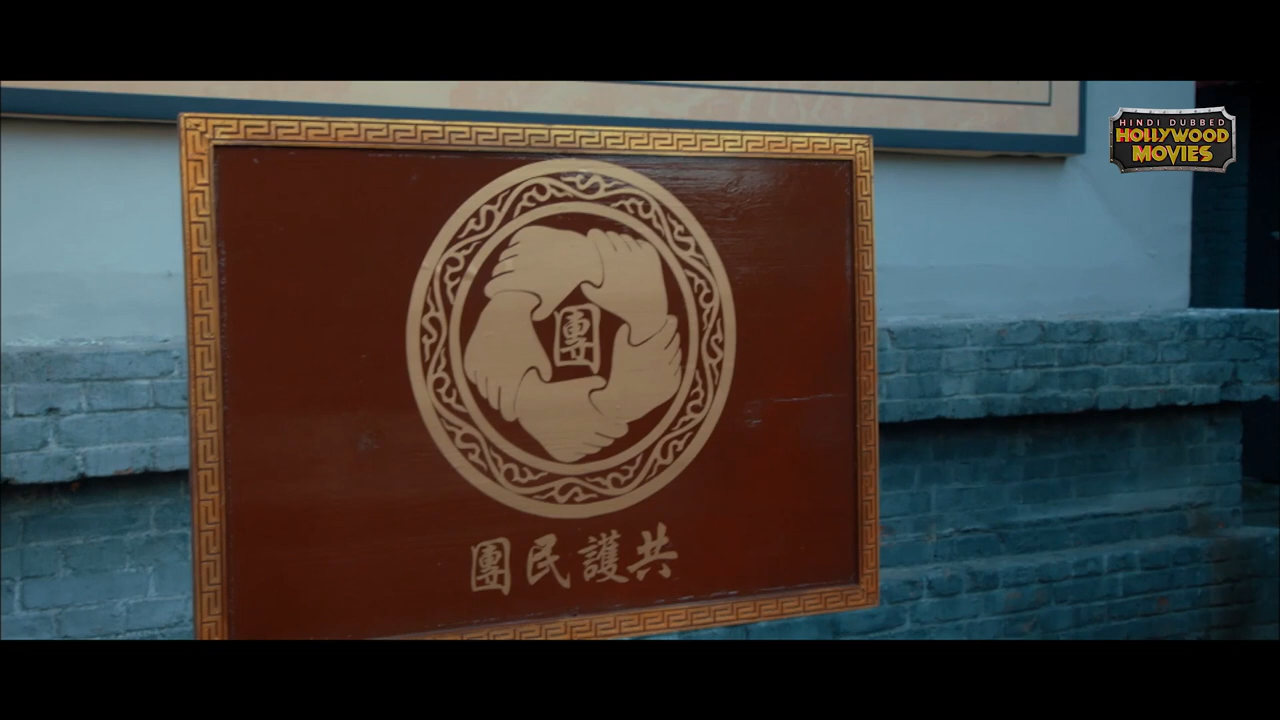 HINDI DUBBED
HOLLYWOOD
MOVIES
團
團民護共